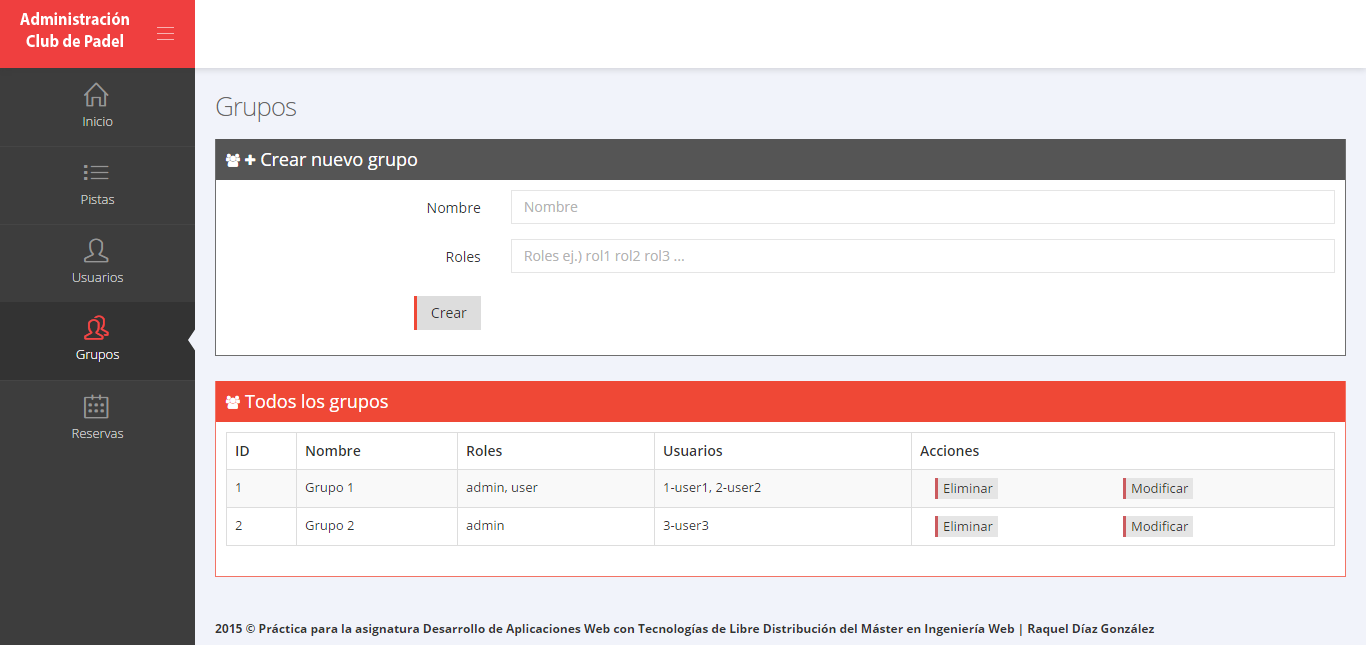 Administración
Club de Padel
Inicio
Pistas
Usuarios
Grupos
Reservas
Grupos
Crear nuevo grupo
Nombre Nombre
Roles Roles ej.) rol1 rol2 rol3 ...
Crear
Todos los grupos
ID Nombre Roles Usuarios Acciones
1 Grupo 1 admin, user 1-user1, 2-user2 Eliminar Modificar
2 Grupo 2 admin 3-user3 Eliminar Modificar
2015 © Práctica para la asignatura Desarrollo de Aplicaciones Web con Tecnologías de Libre Distribución del Máster en Ingeniería Web | Raquel Díaz González